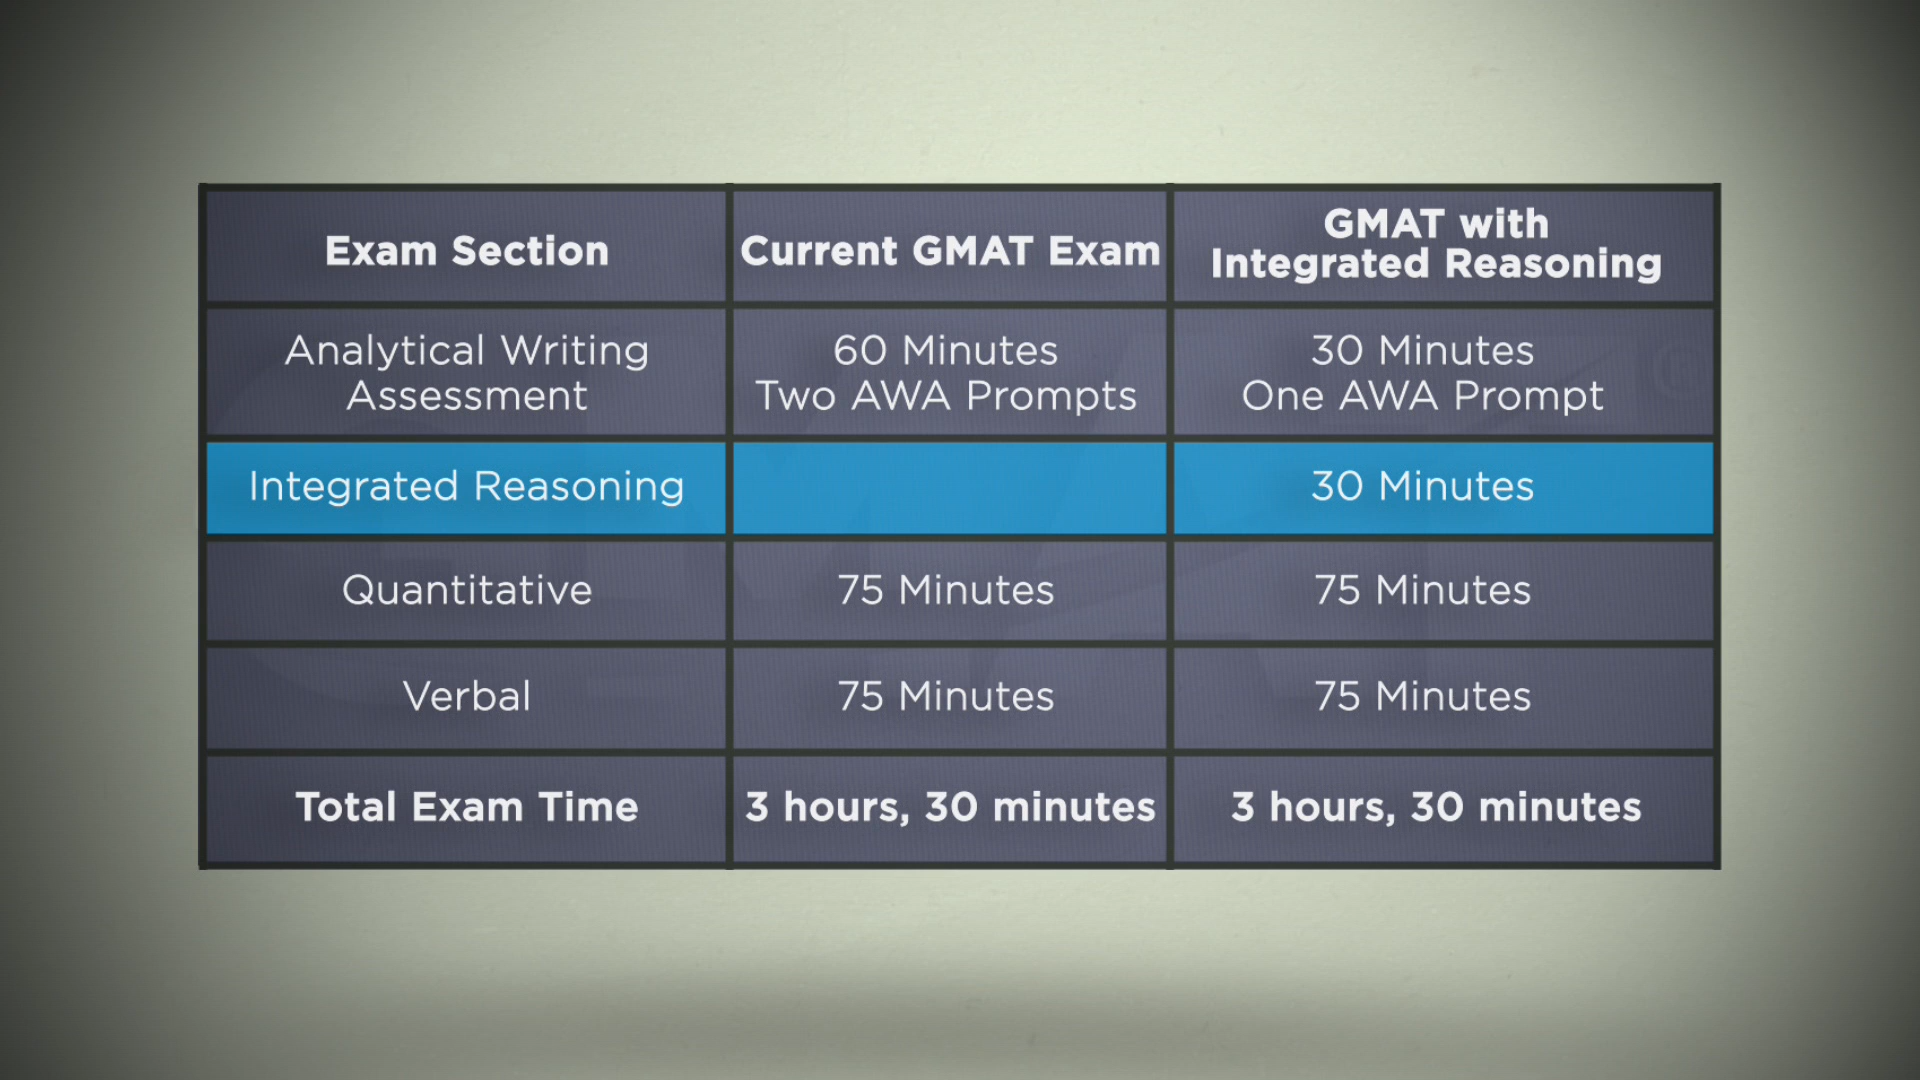 Exam Section
Current GMAT Exam
GMAT with
Integrated Reasoning
Analytical Writing
Assessment
60 Minutes
Two AWA Prompts
30 Minutes
One AWA Prompt
Integrated Reasoning
30 Minutes
Quantitative
75 Minutes
75 Minutes
Verbal
75 Minutes
75 Minutes
Total Exam Time
3 hours, 30 minutes
3 hours, 30 minutes